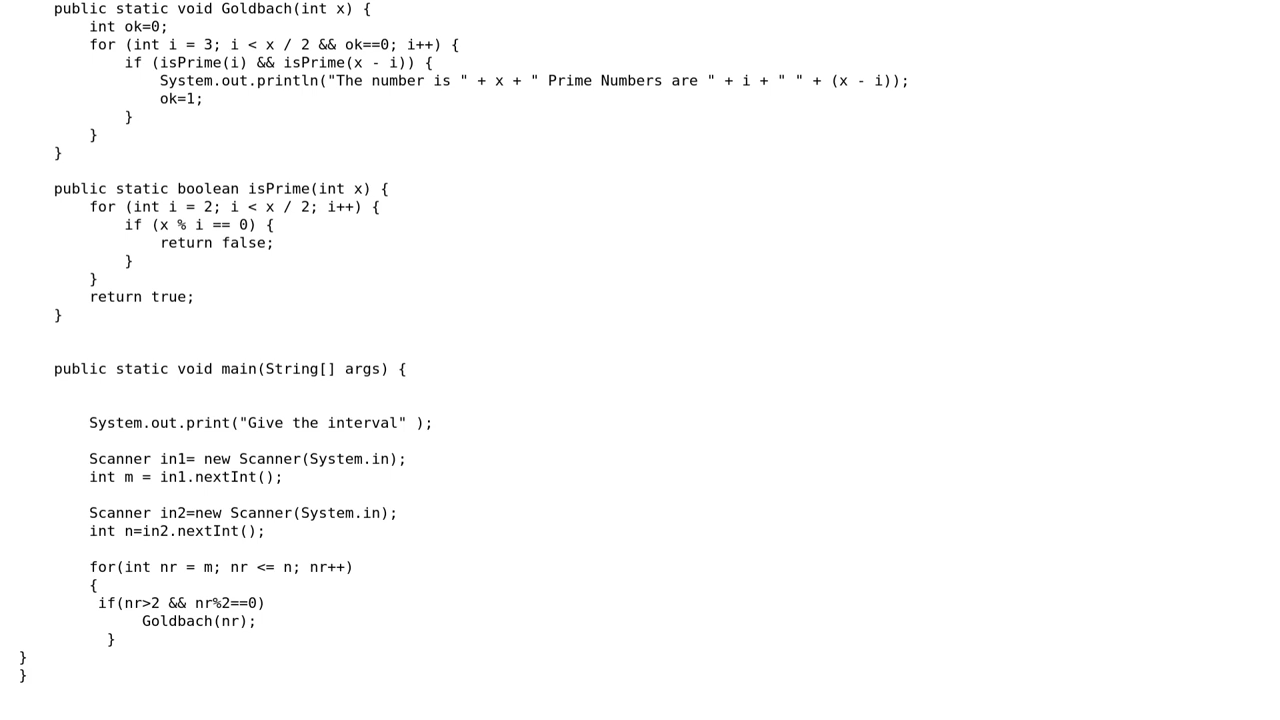 public static void Goldbach(int x) {
        int ok=0;
        for (int i = 3; i < x / 2 && ok==0; i++) {
            if (isPrime(i) && isPrime(x - i)) {
                System.out.println("The number is " + x + " Prime Numbers are " + i + " " + (x - i));
                ok=1;
            }
        }
    }

    public static boolean isPrime(int x) {
        for (int i = 2; i < x / 2; i++) {
            if (x % i == 0) {
                return false;
            }
        }
        return true;
    }


    public static void main(String[] args) {


        System.out.print("Give the interval" );

        Scanner in1= new Scanner(System.in);
        int m = in1.nextInt();

        Scanner in2=new Scanner(System.in);
        int n=in2.nextInt();

        for(int nr = m; nr <= n; nr++)
        {
         if(nr>2 && nr%2==0)
              Goldbach(nr);
          }
}
}